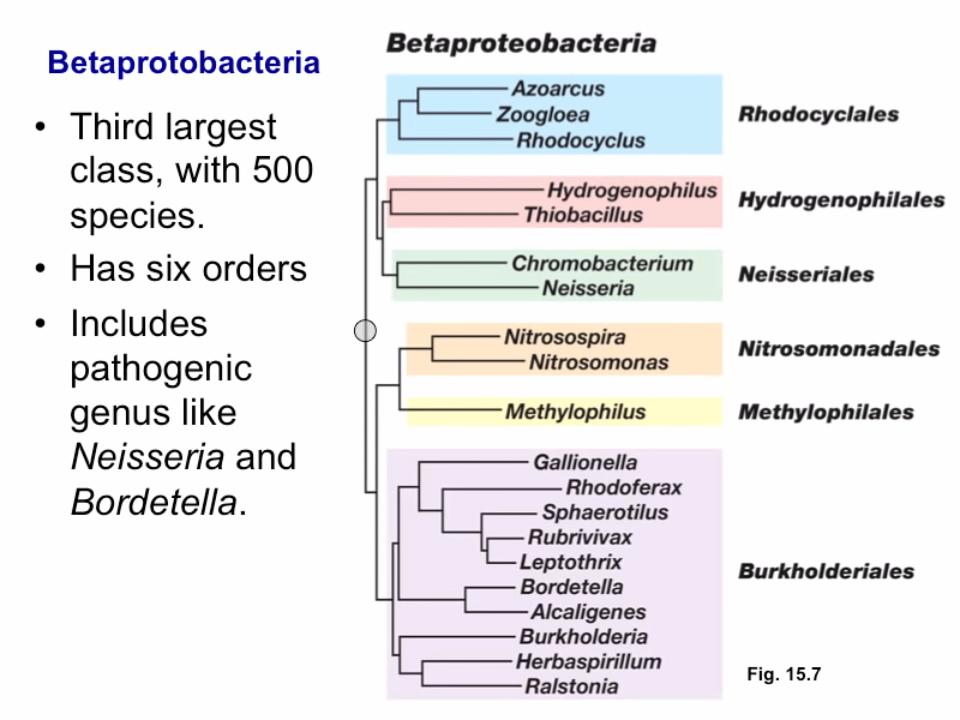 Betaprotobacteria
• Third largest
class, with 500
species.
• Has six orders
• Includes
pathogenic
genus like
Neisseria and
Bordetella.
Betaproteobacteria
Azoarcus
Zoogloea
Rhodocyclus
Rhodocyclales
Hydrogenophilus
Thiobacillus
Hydrogenophilales
Chromobacterium
Neisseria
Neisseriales
Nitrosospira
Nitrosomonas
Nitrosomonadales
Methylophilus
Methylophilales
Gallionella
Rhodoferax
Sphaerotilus
Rubrivivax
Leptothrix
Bordetella
Alcaligenes
Burkholderia
Herbaspirillum
Ralstonia
Burkholderiales
Fig. 15.7